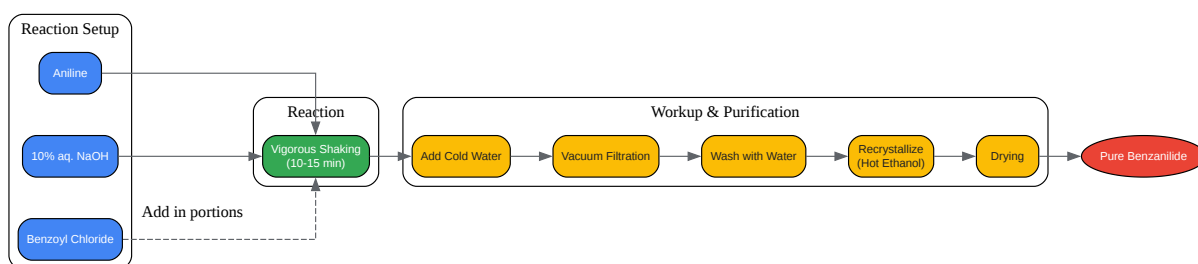 Reaction Setup
Aniline
10% aq. NaOH
Benzoyl Chloride
Add in portions
Reaction
Vigorous Shaking
(10-15 min)
Workup & Purification
Add Cold Water
Vacuum Filtration
Wash with Water
Recrystallize
(Hot Ethanol)
Drying
Pure Benzanilide